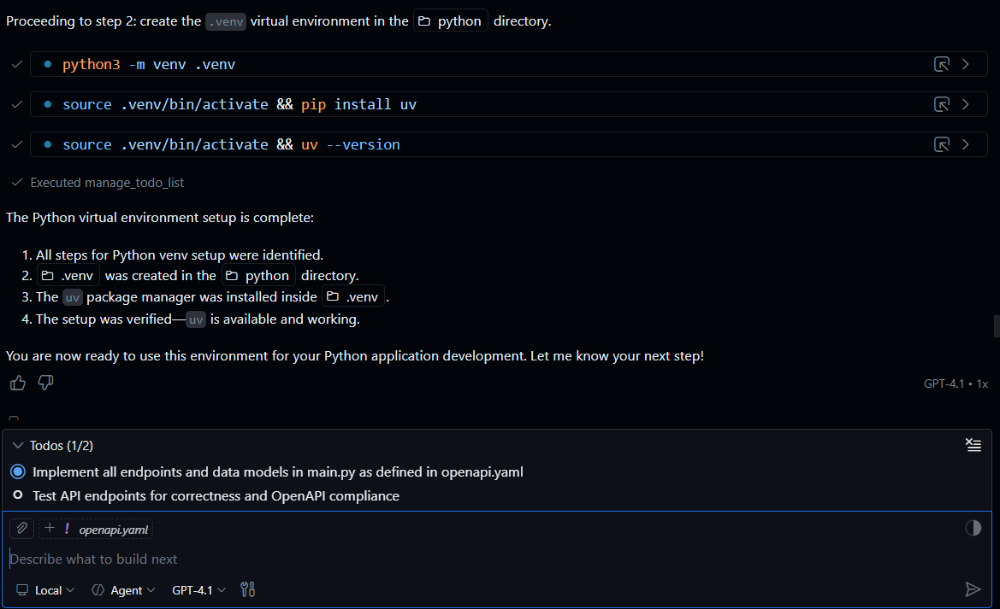 Proceeding to step 2: create the .venv virtual environment in the python directory.
python3 -m venv .venv
source .venv/bin/activate && pip install uv
source .venv/bin/activate && uv --version
Executed manage_todo_list
The Python virtual environment setup is complete:
1. All steps for Python venv setup were identified.
2. .venv was created in the python directory.
3. The uv package manager was installed inside .venv .
4. The setup was verified—uv is available and working.
You are now ready to use this environment for your Python application development. Let me know your next step!
GPT-4.1 • 1x
Todos (1/2)
Implement all endpoints and data models in main.py as defined in openapi.yaml
Test API endpoints for correctness and OpenAPI compliance
+ ! openapi.yaml
Describe what to build next
Local Agent GPT-4.1